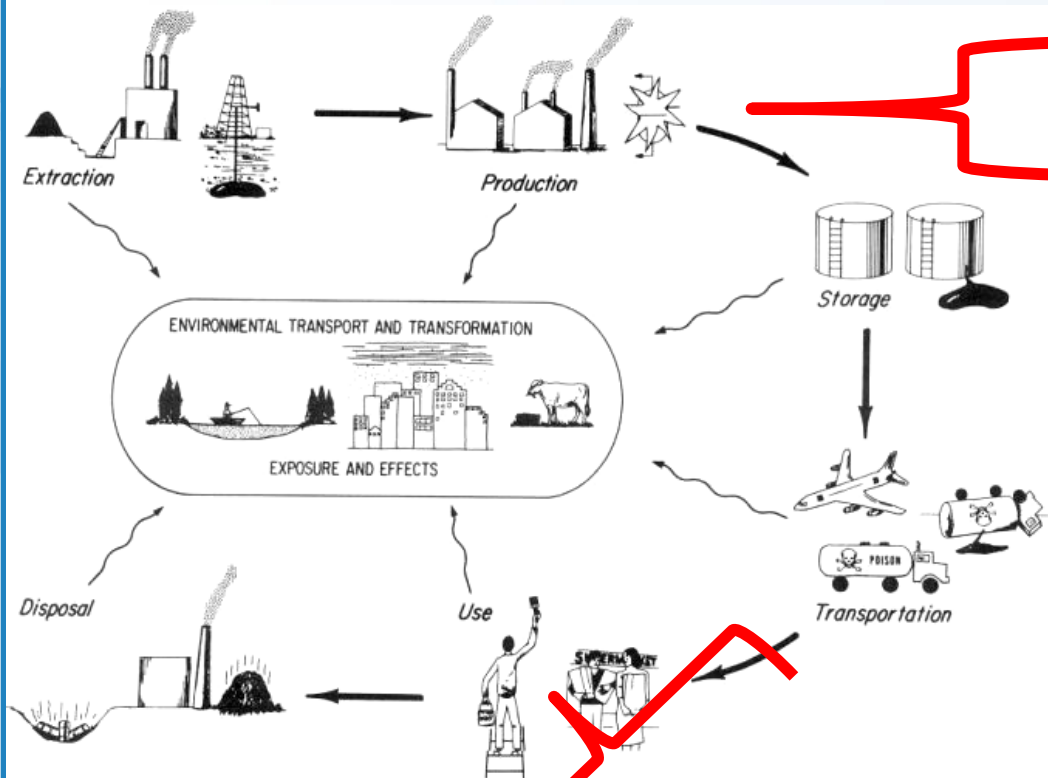 Extraction
Production
Storage
ENVIRONMENTAL TRANSPORT AND TRANSFORMATION
EXPOSURE AND EFFECTS
POISON
Transportation
Disposal
Use